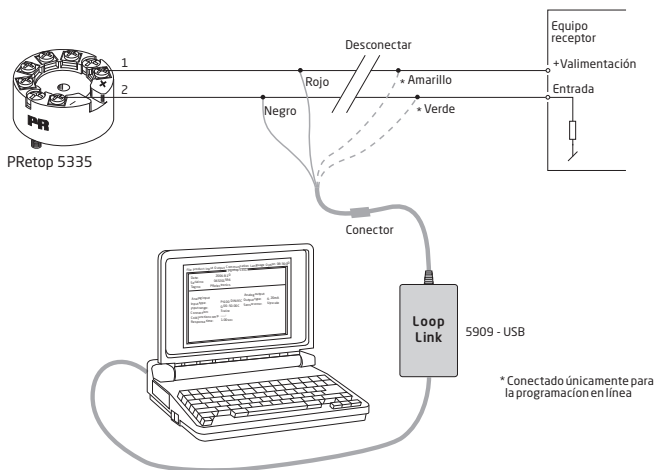 Equipo
receptor
+Valimentación
Entrada
Desconectar
1
Rojo
* Amarillo
2
Negro
* Verde
PR
PRetop 5335
Conector
Loop
Link
5909 - USB
* Conectado únicamente para
la programacíon en línea